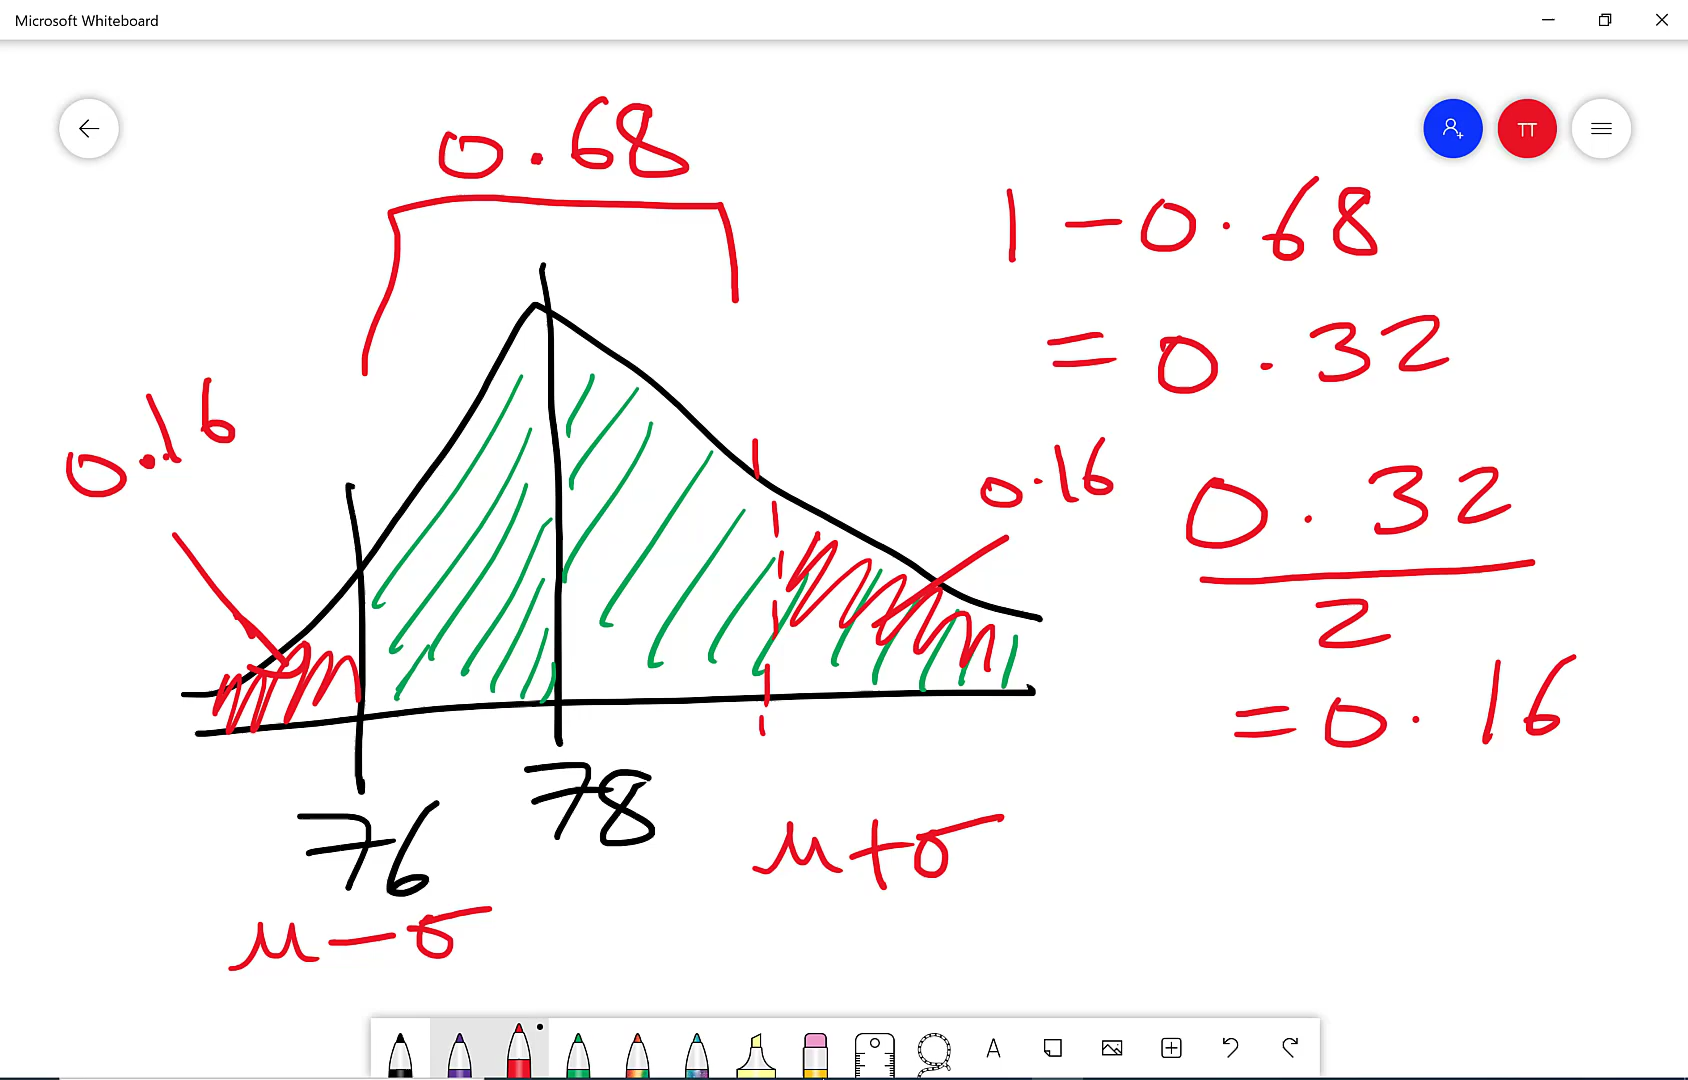 Microsoft Whiteboard
TT
0.68
1 - 0.68
= 0.32
0.16
0.16
0.32
2
= 0.16
76
78
μ+σ
μ-σ
A